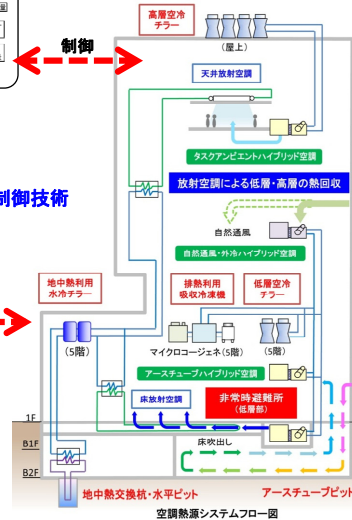 高層空冷
チラー
(屋上)
制御
天井放射空調
タスクアンビエントハイブリッド空調
放射空調による低層・高層の熱回収
制御技術
自然通風
自然通風・外冷ハイブリッド空調
地中熱利用
水冷チラー
排熱利用
吸収冷凍機
低層空冷
チラー
(5階)
マイクロコージェネ(5階)
(5階)
アースチューブハイブリッド空調
床放射空調
非常時避難所
(低層部)
1F
B1F
床吹出し
B2F
地中熱交換杭・水平ピット
アースチューブピット
空調熱源システムフロー図